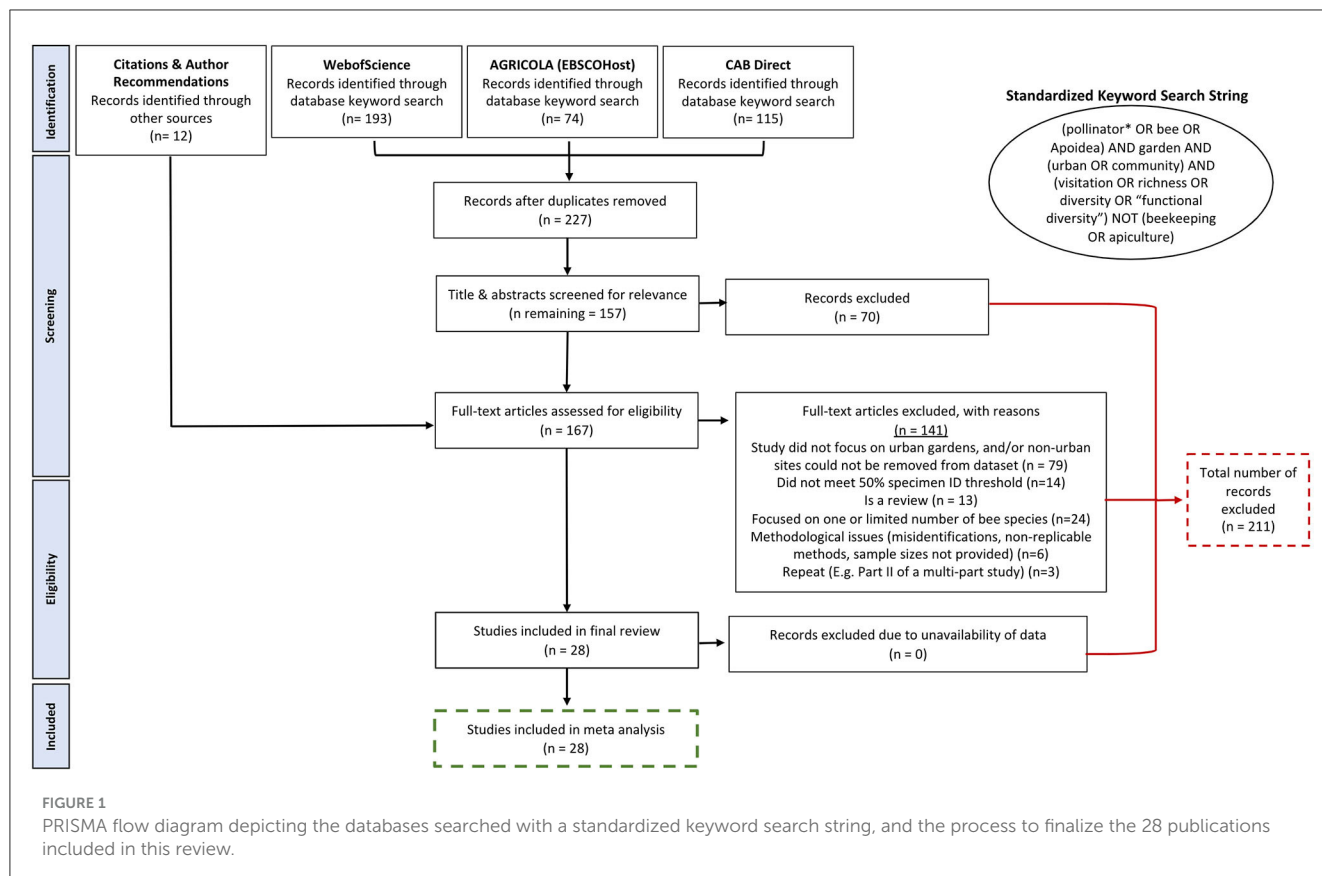 Identification
Citations & Author
Recommendations
Records identified through
other sources
(n= 12)
WebofScience
Records identified through
database keyword search
(n= 193)
AGRICOLA (EBSCOHost)
Records identified through
database keyword search
(n= 74)
CAB Direct
Records identified through
database keyword search
(n= 115)
Standardized Keyword Search String
(pollinator* OR bee OR
Apoidea) AND garden AND
(urban OR community) AND
(visitation OR richness OR
diversity OR “functional
diversity”) NOT (beekeeping
OR apiculture)
Screening
Records after duplicates removed
(n = 227)
Title & abstracts screened for relevance
(n remaining = 157)
Records excluded
(n = 70)
Full-text articles assessed for eligibility
(n = 167)
Full-text articles excluded, with reasons
(n = 141)
Study did not focus on urban gardens, and/or non-urban
sites could not be removed from dataset (n = 79)
Did not meet 50% specimen ID threshold (n=14)
Is a review (n = 13)
Focused on one or limited number of bee species (n=24)
Methodological issues (misidentifications, non-replicable
methods, sample sizes not provided) (n=6)
Repeat (E.g. Part II of a multi-part study) (n=3)
Total number of
records
excluded
(n = 211)
Eligibility
Studies included in final review
(n = 28)
Records excluded due to unavailability of data
(n = 0)
Included
Studies included in meta analysis
(n = 28)
FIGURE 1
PRISMA flow diagram depicting the databases searched with a standardized keyword search string, and the process to finalize the 28 publications
included in this review.